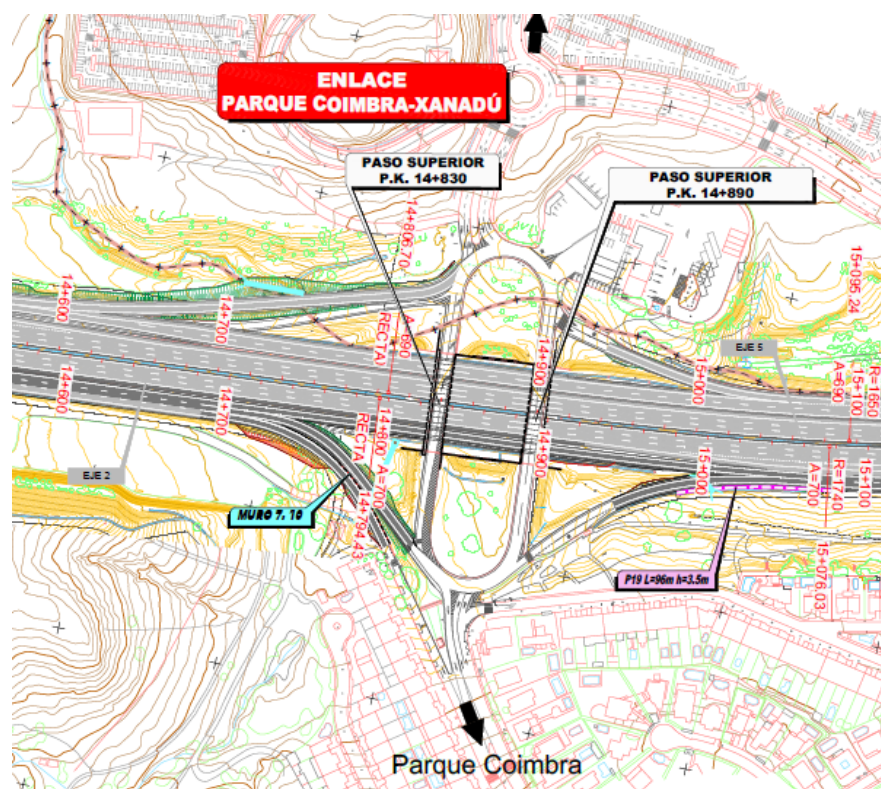 ENLACE
PARQUE COIMBRA-XANADÚ
PASO SUPERIOR
P.K. 14+830
PASO SUPERIOR
P.K. 14+890
14+806.70
15+095.24
14+600
14+700
A=690
RECTA)
14+900
15+000
EJE 5
R=1650
15+100
A=690
14+600
14+700
14+800
RECTA
A=700
14+794.43
14+900
15+000
R=1740
15+100
A=700
15+076.03
EJE 2
MURO 7.10
P19 L=96m h=3.5m
Parque Coimbra